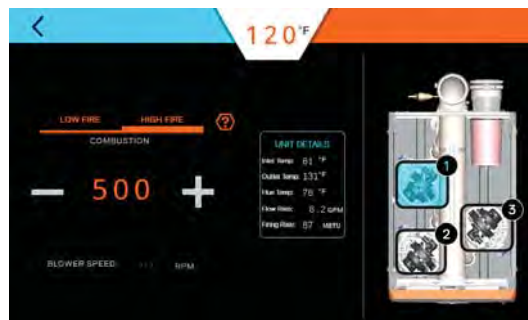 120°F
LOW FIRE HIGH FIRE ?
COMBUSTION
— 500 +
BLOWER SPEED: RPM
UNIT DETAILS
Inlet Temp: 61 °F
Outlet Temp: 131°F
Flue Temp: 78 °F
Flow Rate: 8.2 GPM
Firing Rate: 87 MBTU
1
2
3